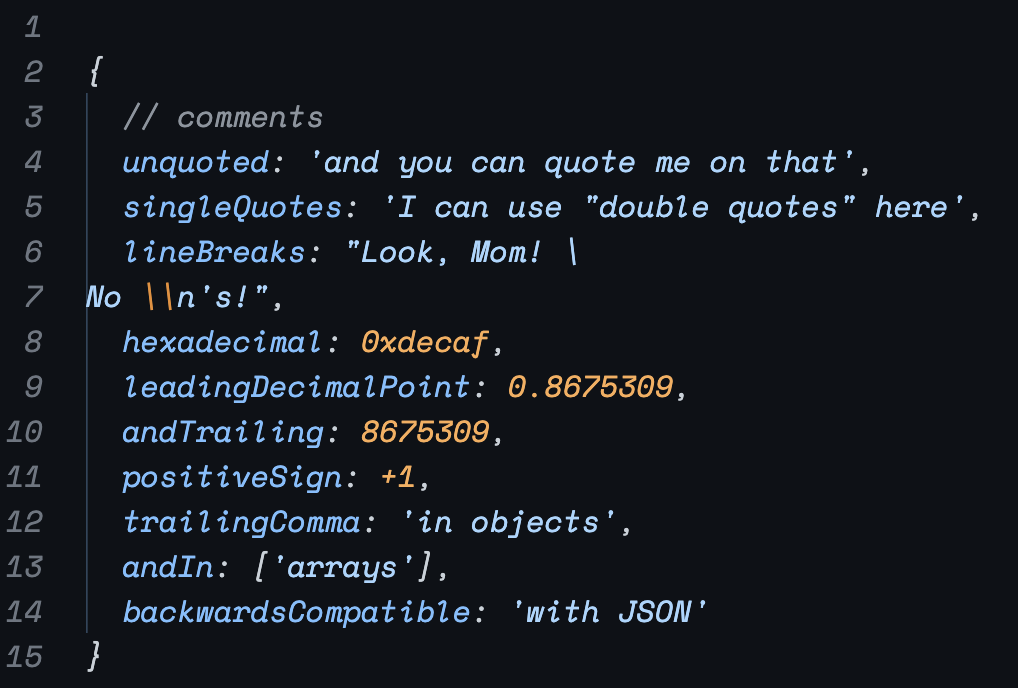 1
2 {
3   // comments
4   unquoted: 'and you can quote me on that',
5   singleQuotes: 'I can use "double quotes" here',
6   lineBreaks: "Look, Mom! \
7 No \\n's!",
8   hexadecimal: 0xdecaf,
9   leadingDecimalPoint: 0.8675309,
10   andTrailing: 8675309,
11   positiveSign: +1,
12   trailingComma: 'in objects',
13   andIn: ['arrays'],
14   backwardsCompatible: 'with JSON'
15 }